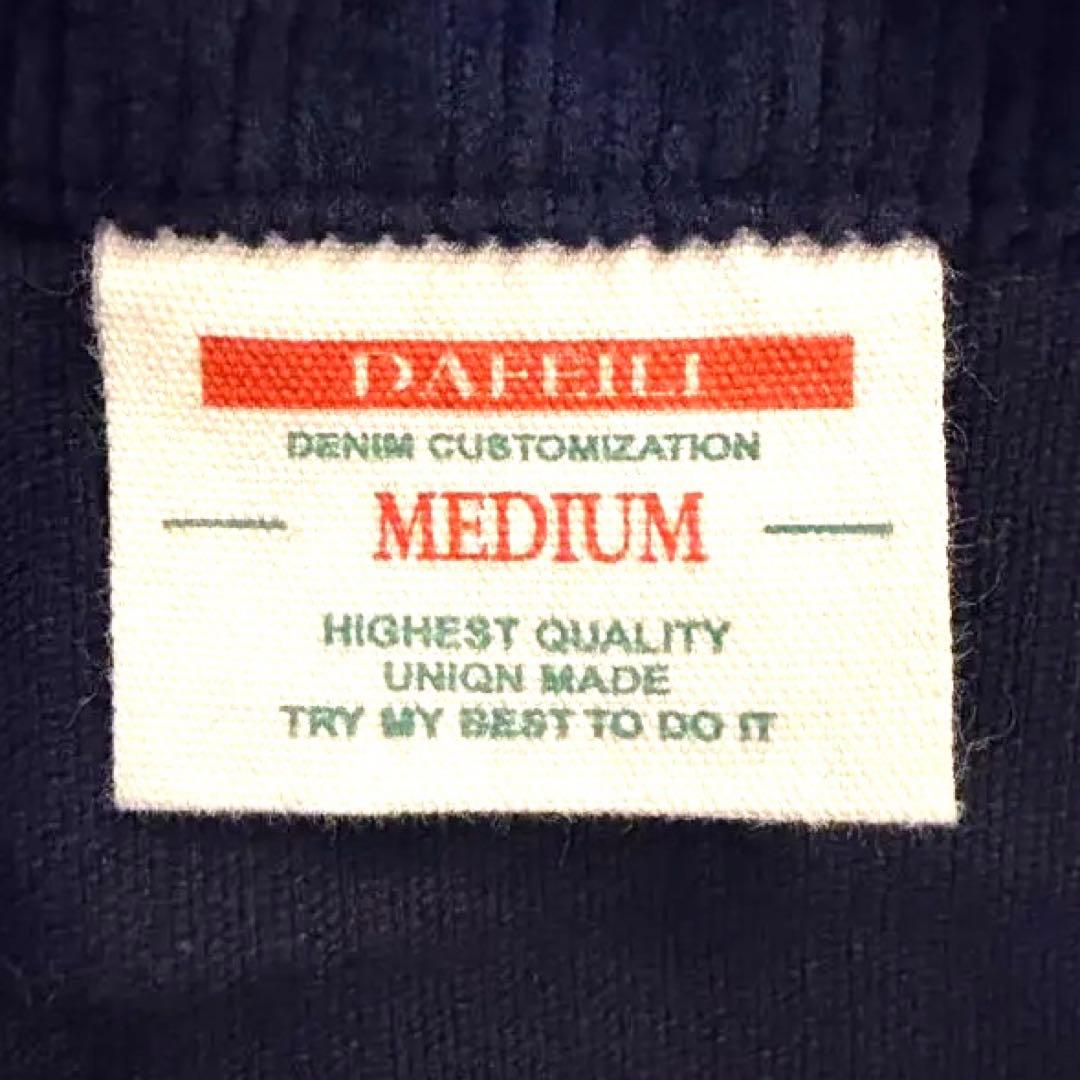 DAFEILI
DENIM CUSTOMIZATION
MEDIUM
HIGHEST QUALITY
UNIQN MADE
TRY MY BEST TO DO IT